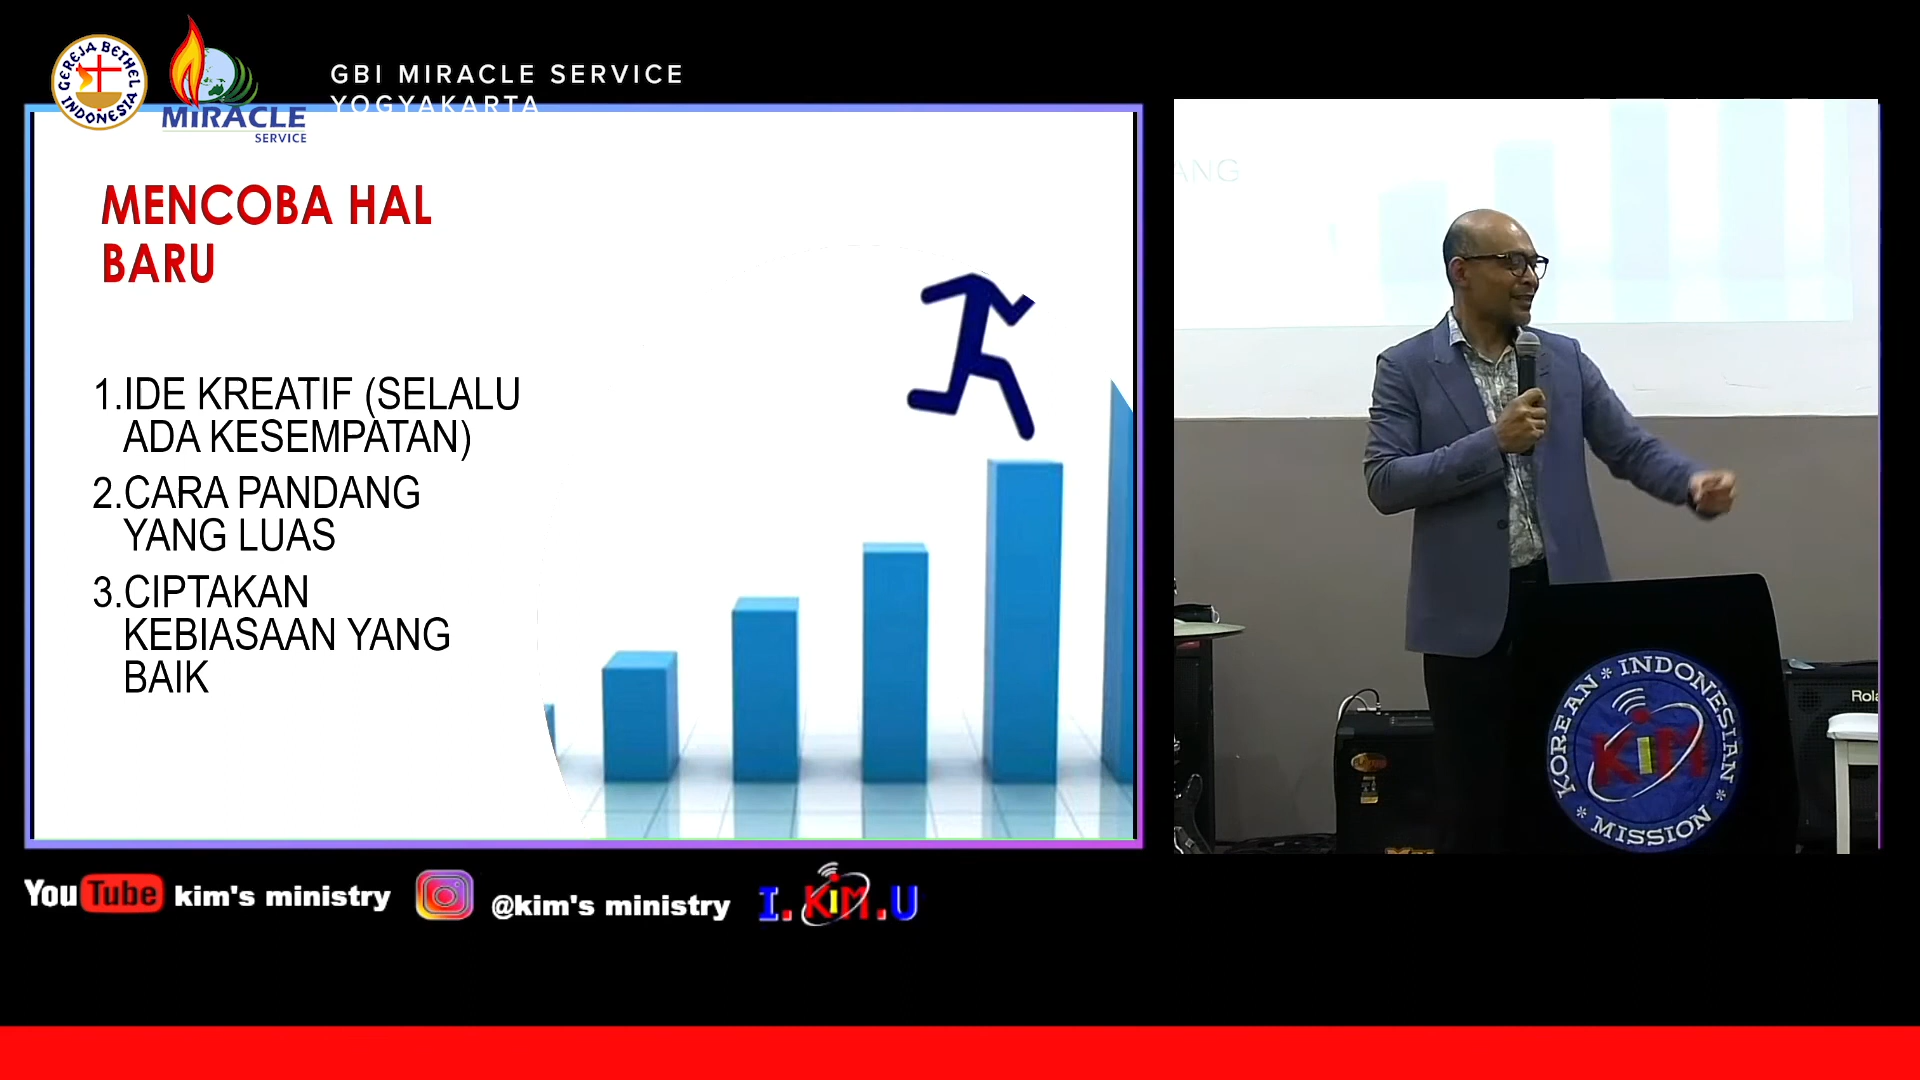 GEREJA BETHEL
INDONESIA
MIRACLE
SERVICE
GBI MIRACLE SERVICE
YOGYAKARTA
MENCOBA HAL
BARU
1.IDE KREATIF (SELALU
ADA KESEMPATAN)
2.CARA PANDANG
YANG LUAS
3.CIPTAKAN
KEBIASAAN YANG
BAIK
ANG
KOREAN * INDONESIAN *
KiM
* MISSION
Rola
YouTube kim's ministry
@kim's ministry
I.KiM.U